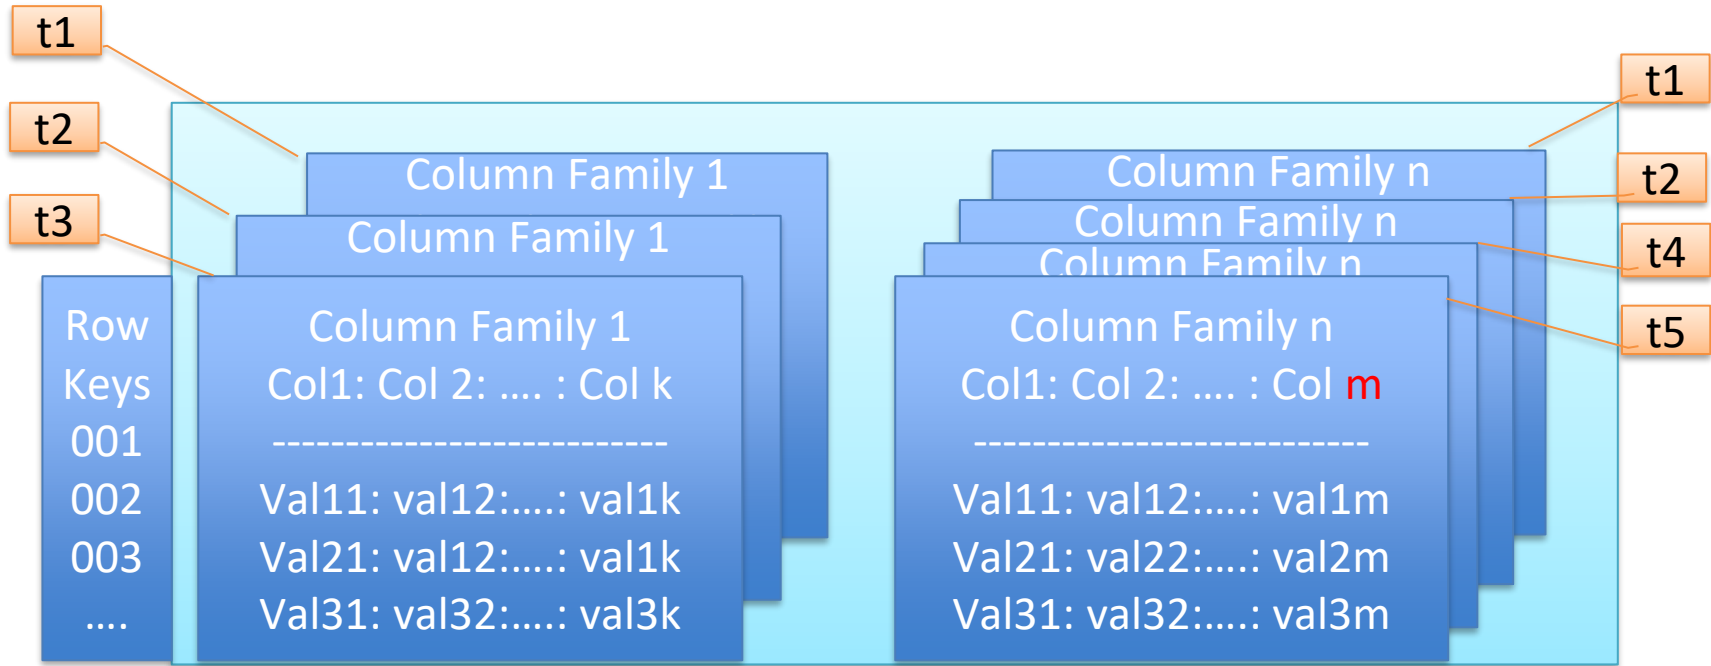 t1
t2
t3
Row
Keys
001
002
003
....
Column Family 1
Column Family 1
Column Family 1
Col1: Col 2: .... : Col k
---------------------------
Val11: val12:....: val1k
Val21: val12:....: val1k
Val31: val32:....: val3k
Column Family n
Column Family n
Column Family n
Column Family n
Col1: Col 2: .... : Col m
---------------------------
Val11: val12:....: val1m
Val21: val22:....: val2m
Val31: val32:....: val3m
t1
t2
t4
t5